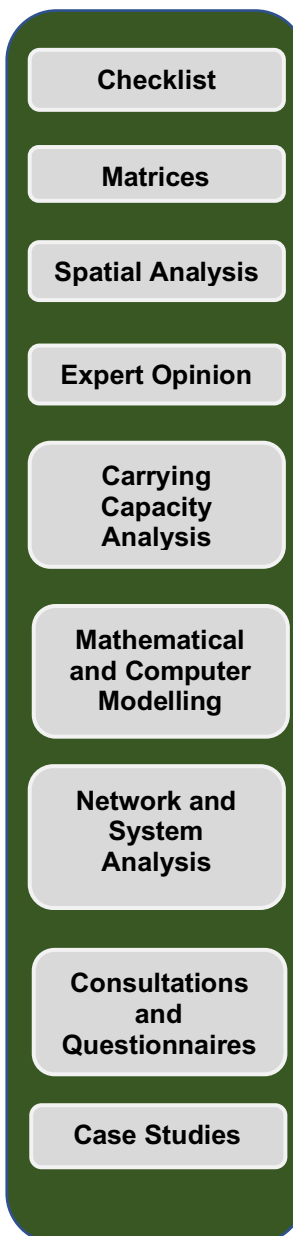 Checklist
Matrices
Spatial Analysis
Expert Opinion
Carrying
Capacity
Analysis
Mathematical
and Computer
Modelling
Network and
System
Analysis
Consultations
and
Questionnaires
Case Studies